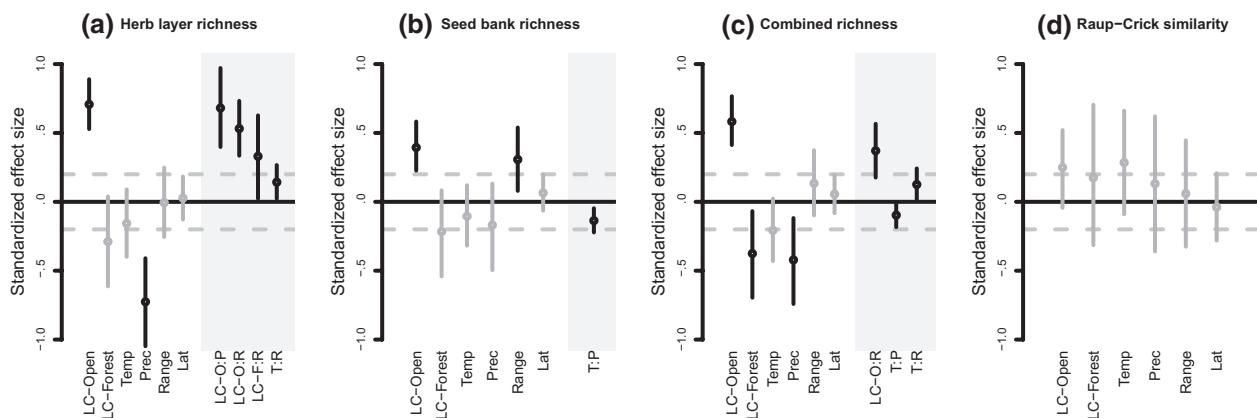 (a) Herb layer richness
Standardized effect size
1.0
.5
.0
−.5
−1.0
LC−Open
LC−Forest
Temp
Prec
Range
Lat
LC−O:P
LC−O:R
LC−F:R
T:R
(b) Seed bank richness
Standardized effect size
1.0
.5
.0
−.5
−1.0
LC−Open
LC−Forest
Temp
Prec
Range
Lat
T:P
(c) Combined richness
Standardized effect size
1.0
.5
.0
−.5
−1.0
LC−Open
LC−Forest
Temp
Prec
Range
Lat
LC−O:R
T:P
T:R
(d) Raup−Crick similarity
Standardized effect size
1.0
.5
.0
−.5
−1.0
LC−Open
LC−Forest
Temp
Prec
Range
Lat